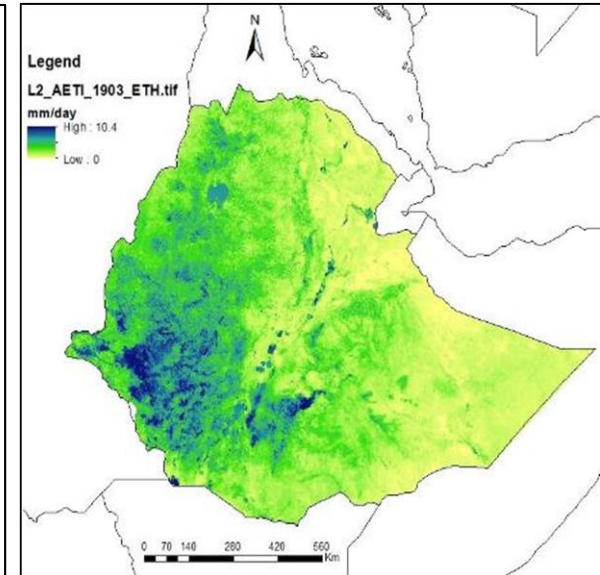 N
Legend
L2_AETI_1903_ETH.tif
mm/day
High : 10.4
Low : 0
0 70 140 280 420 560
Km